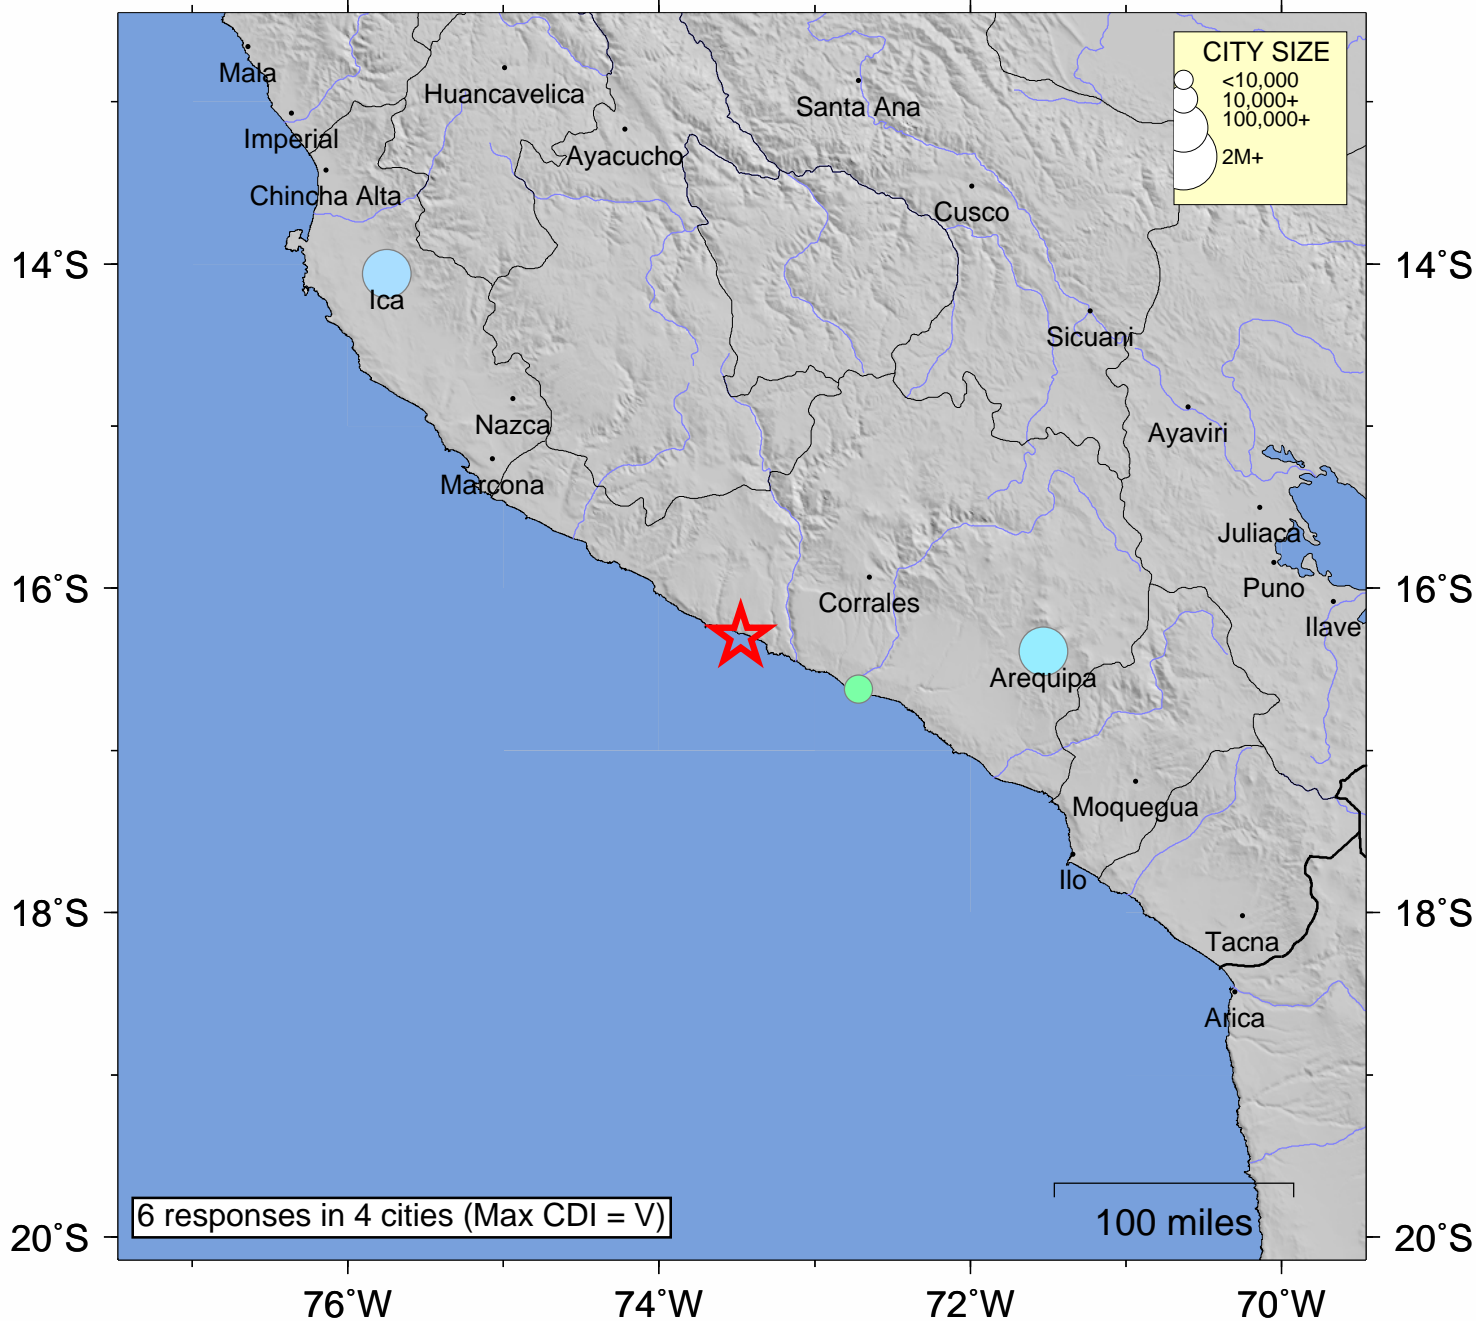 CITY SIZE
<10,000
10,000+
100,000+
2M+
Mala
Huancavelica
Santa Ana
Imperial
Ayacucho
Chincha Alta
Cusco
14°S
14°S
Ica
Sicuani
Nazca
Ayaviri
Marcona
Juliaca
16°S
16°S
Corrales
Puno
Ilave
Arequipa
Moquegua
Ilo
18°S
18°S
Tacna
Arica
6 responses in 4 cities (Max CDI = V)
100 miles
20°S
20°S
76°W
74°W
72°W
70°W